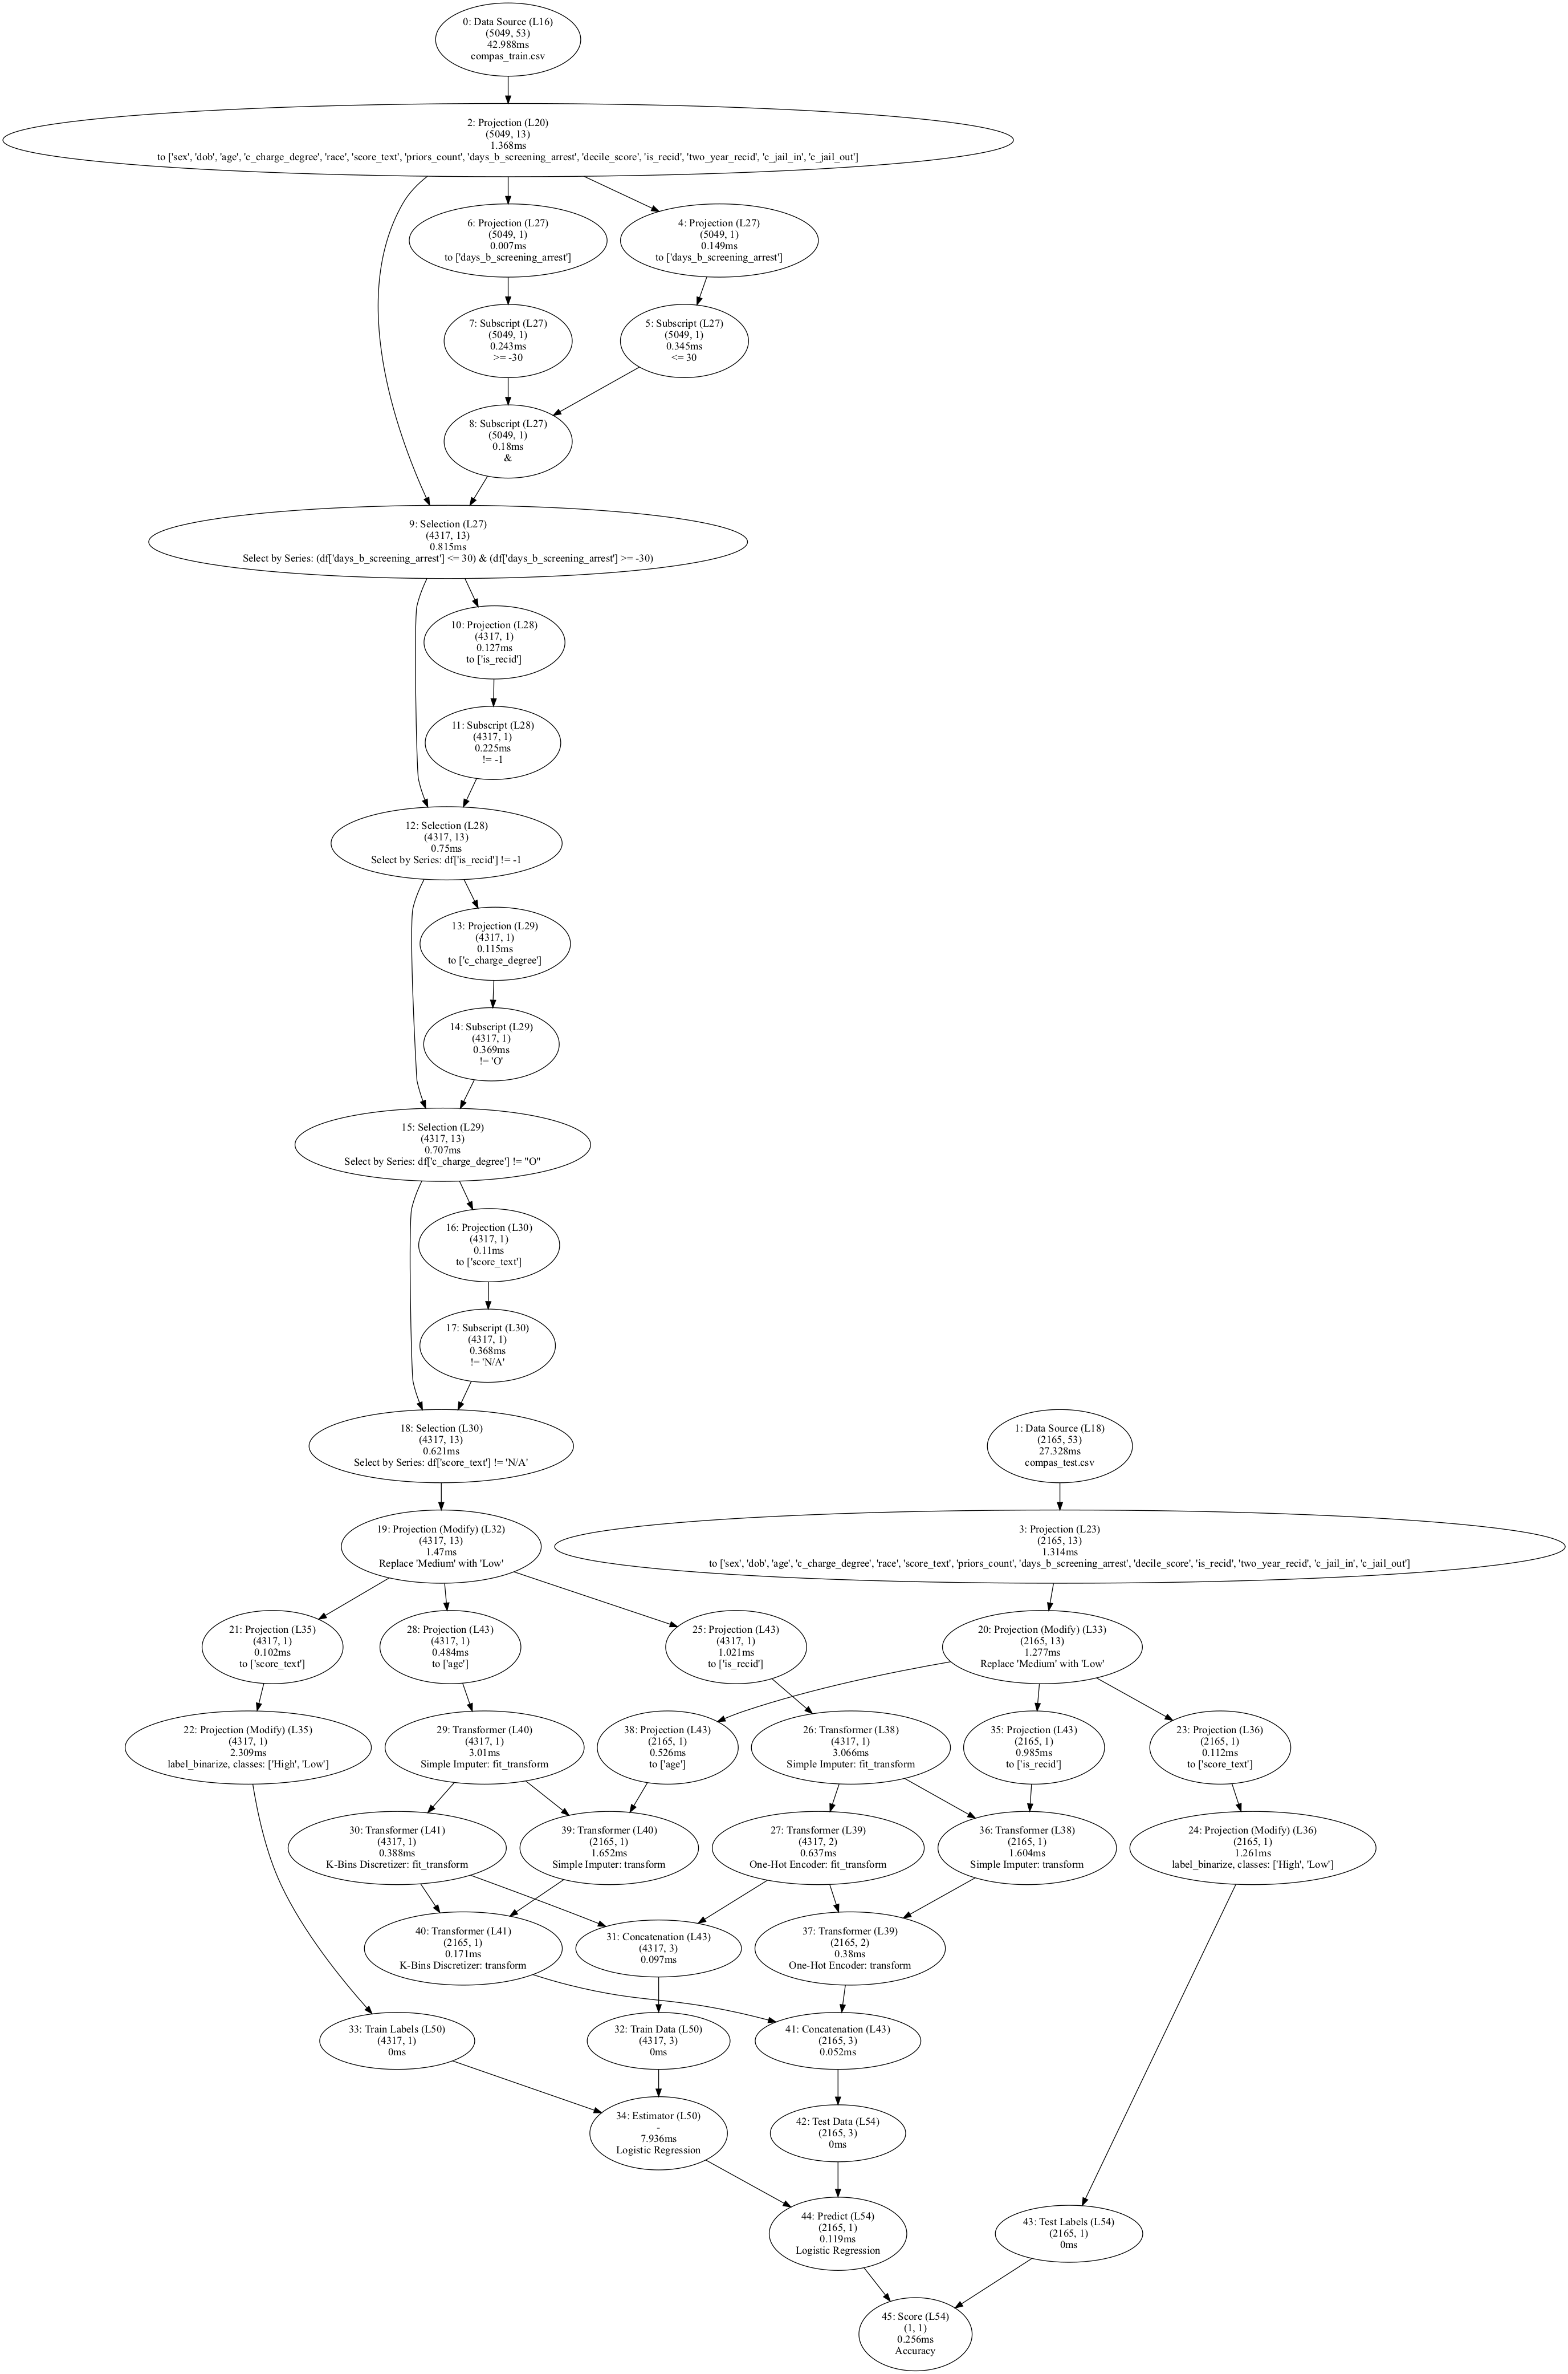 0: Data Source (L16)
(5049, 53)
42.988ms
compas_train.csv
2: Projection (L20)
(5049, 13)
1.368ms
to ['sex', 'dob', 'age', 'c_charge_degree', 'race', 'score_text', 'priors_count', 'days_b_screening_arrest', 'decile_score', 'is_recid', 'two_year_recid', 'c_jail_in', 'c_jail_out']
6: Projection (L27)
(5049, 1)
0.007ms
to ['days_b_screening_arrest']
4: Projection (L27)
(5049, 1)
0.149ms
to ['days_b_screening_arrest']
7: Subscript (L27)
(5049, 1)
0.243ms
>= -30
5: Subscript (L27)
(5049, 1)
0.345ms
<= 30
8: Subscript (L27)
(5049, 1)
0.18ms
&
9: Selection (L27)
(4317, 13)
0.815ms
Select by Series: (df['days_b_screening_arrest'] <= 30) & (df['days_b_screening_arrest'] >= -30)
10: Projection (L28)
(4317, 1)
0.127ms
to ['is_recid']
11: Subscript (L28)
(4317, 1)
0.225ms
!= -1
12: Selection (L28)
(4317, 13)
0.75ms
Select by Series: df['is_recid'] != -1
13: Projection (L29)
(4317, 1)
0.115ms
to ['c_charge_degree']
14: Subscript (L29)
(4317, 1)
0.369ms
!= 'O'
15: Selection (L29)
(4317, 13)
0.707ms
Select by Series: df['c_charge_degree'] != "O"
16: Projection (L30)
(4317, 1)
0.11ms
to ['score_text']
17: Subscript (L30)
(4317, 1)
0.368ms
!= 'N/A'
18: Selection (L30)
(4317, 13)
0.621ms
Select by Series: df['score_text'] != 'N/A'
1: Data Source (L18)
(2165, 53)
27.328ms
compas_test.csv
19: Projection (Modify) (L32)
(4317, 13)
1.47ms
Replace 'Medium' with 'Low'
3: Projection (L23)
(2165, 13)
1.314ms
to ['sex', 'dob', 'age', 'c_charge_degree', 'race', 'score_text', 'priors_count', 'days_b_screening_arrest', 'decile_score', 'is_recid', 'two_year_recid', 'c_jail_in', 'c_jail_out']
21: Projection (L35)
(4317, 1)
0.102ms
to ['score_text']
28: Projection (L43)
(4317, 1)
0.484ms
to ['age']
25: Projection (L43)
(4317, 1)
1.021ms
to ['is_recid']
20: Projection (Modify) (L33)
(2165, 13)
1.277ms
Replace 'Medium' with 'Low'
22: Projection (Modify) (L35)
(4317, 1)
2.309ms
label_binarize, classes: ['High', 'Low']
29: Transformer (L40)
(4317, 1)
3.01ms
Simple Imputer: fit_transform
38: Projection (L43)
(2165, 1)
0.526ms
to ['age']
26: Transformer (L38)
(4317, 1)
3.066ms
Simple Imputer: fit_transform
35: Projection (L43)
(2165, 1)
0.985ms
to ['is_recid']
23: Projection (L36)
(2165, 1)
0.112ms
to ['score_text']
30: Transformer (L41)
(4317, 1)
0.388ms
K-Bins Discretizer: fit_transform
39: Transformer (L40)
(2165, 1)
1.652ms
Simple Imputer: transform
27: Transformer (L39)
(4317, 2)
0.637ms
One-Hot Encoder: fit_transform
36: Transformer (L38)
(2165, 1)
1.604ms
Simple Imputer: transform
24: Projection (Modify) (L36)
(2165, 1)
1.261ms
label_binarize, classes: ['High', 'Low']
40: Transformer (L41)
(2165, 1)
0.171ms
K-Bins Discretizer: transform
31: Concatenation (L43)
(4317, 3)
0.097ms
37: Transformer (L39)
(2165, 2)
0.38ms
One-Hot Encoder: transform
33: Train Labels (L50)
(4317, 1)
0ms
32: Train Data (L50)
(4317, 3)
0ms
41: Concatenation (L43)
(2165, 3)
0.052ms
34: Estimator (L50)
-
7.936ms
Logistic Regression
42: Test Data (L54)
(2165, 3)
0ms
44: Predict (L54)
(2165, 1)
0.119ms
Logistic Regression
43: Test Labels (L54)
(2165, 1)
0ms
45: Score (L54)
(1, 1)
0.256ms
Accuracy